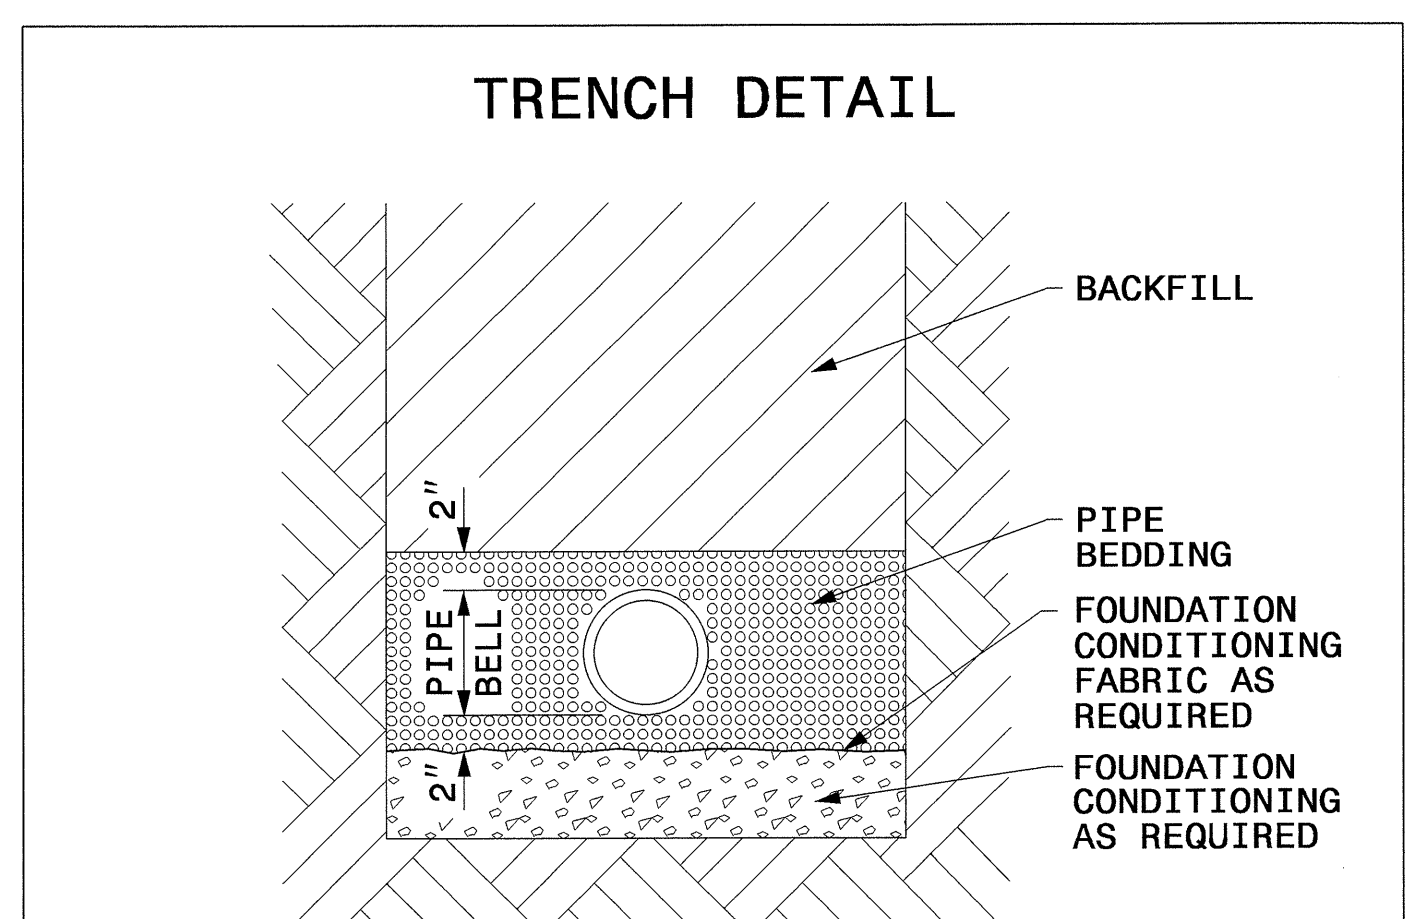 TRENCH DETAIL
BACKFILL
2"
PIPE
BEDDING
PIPE
BELL
FOUNDATION
CONDITIONING
FABRIC AS
REQUIRED
2"
FOUNDATION
CONDITIONING
AS REQUIRED